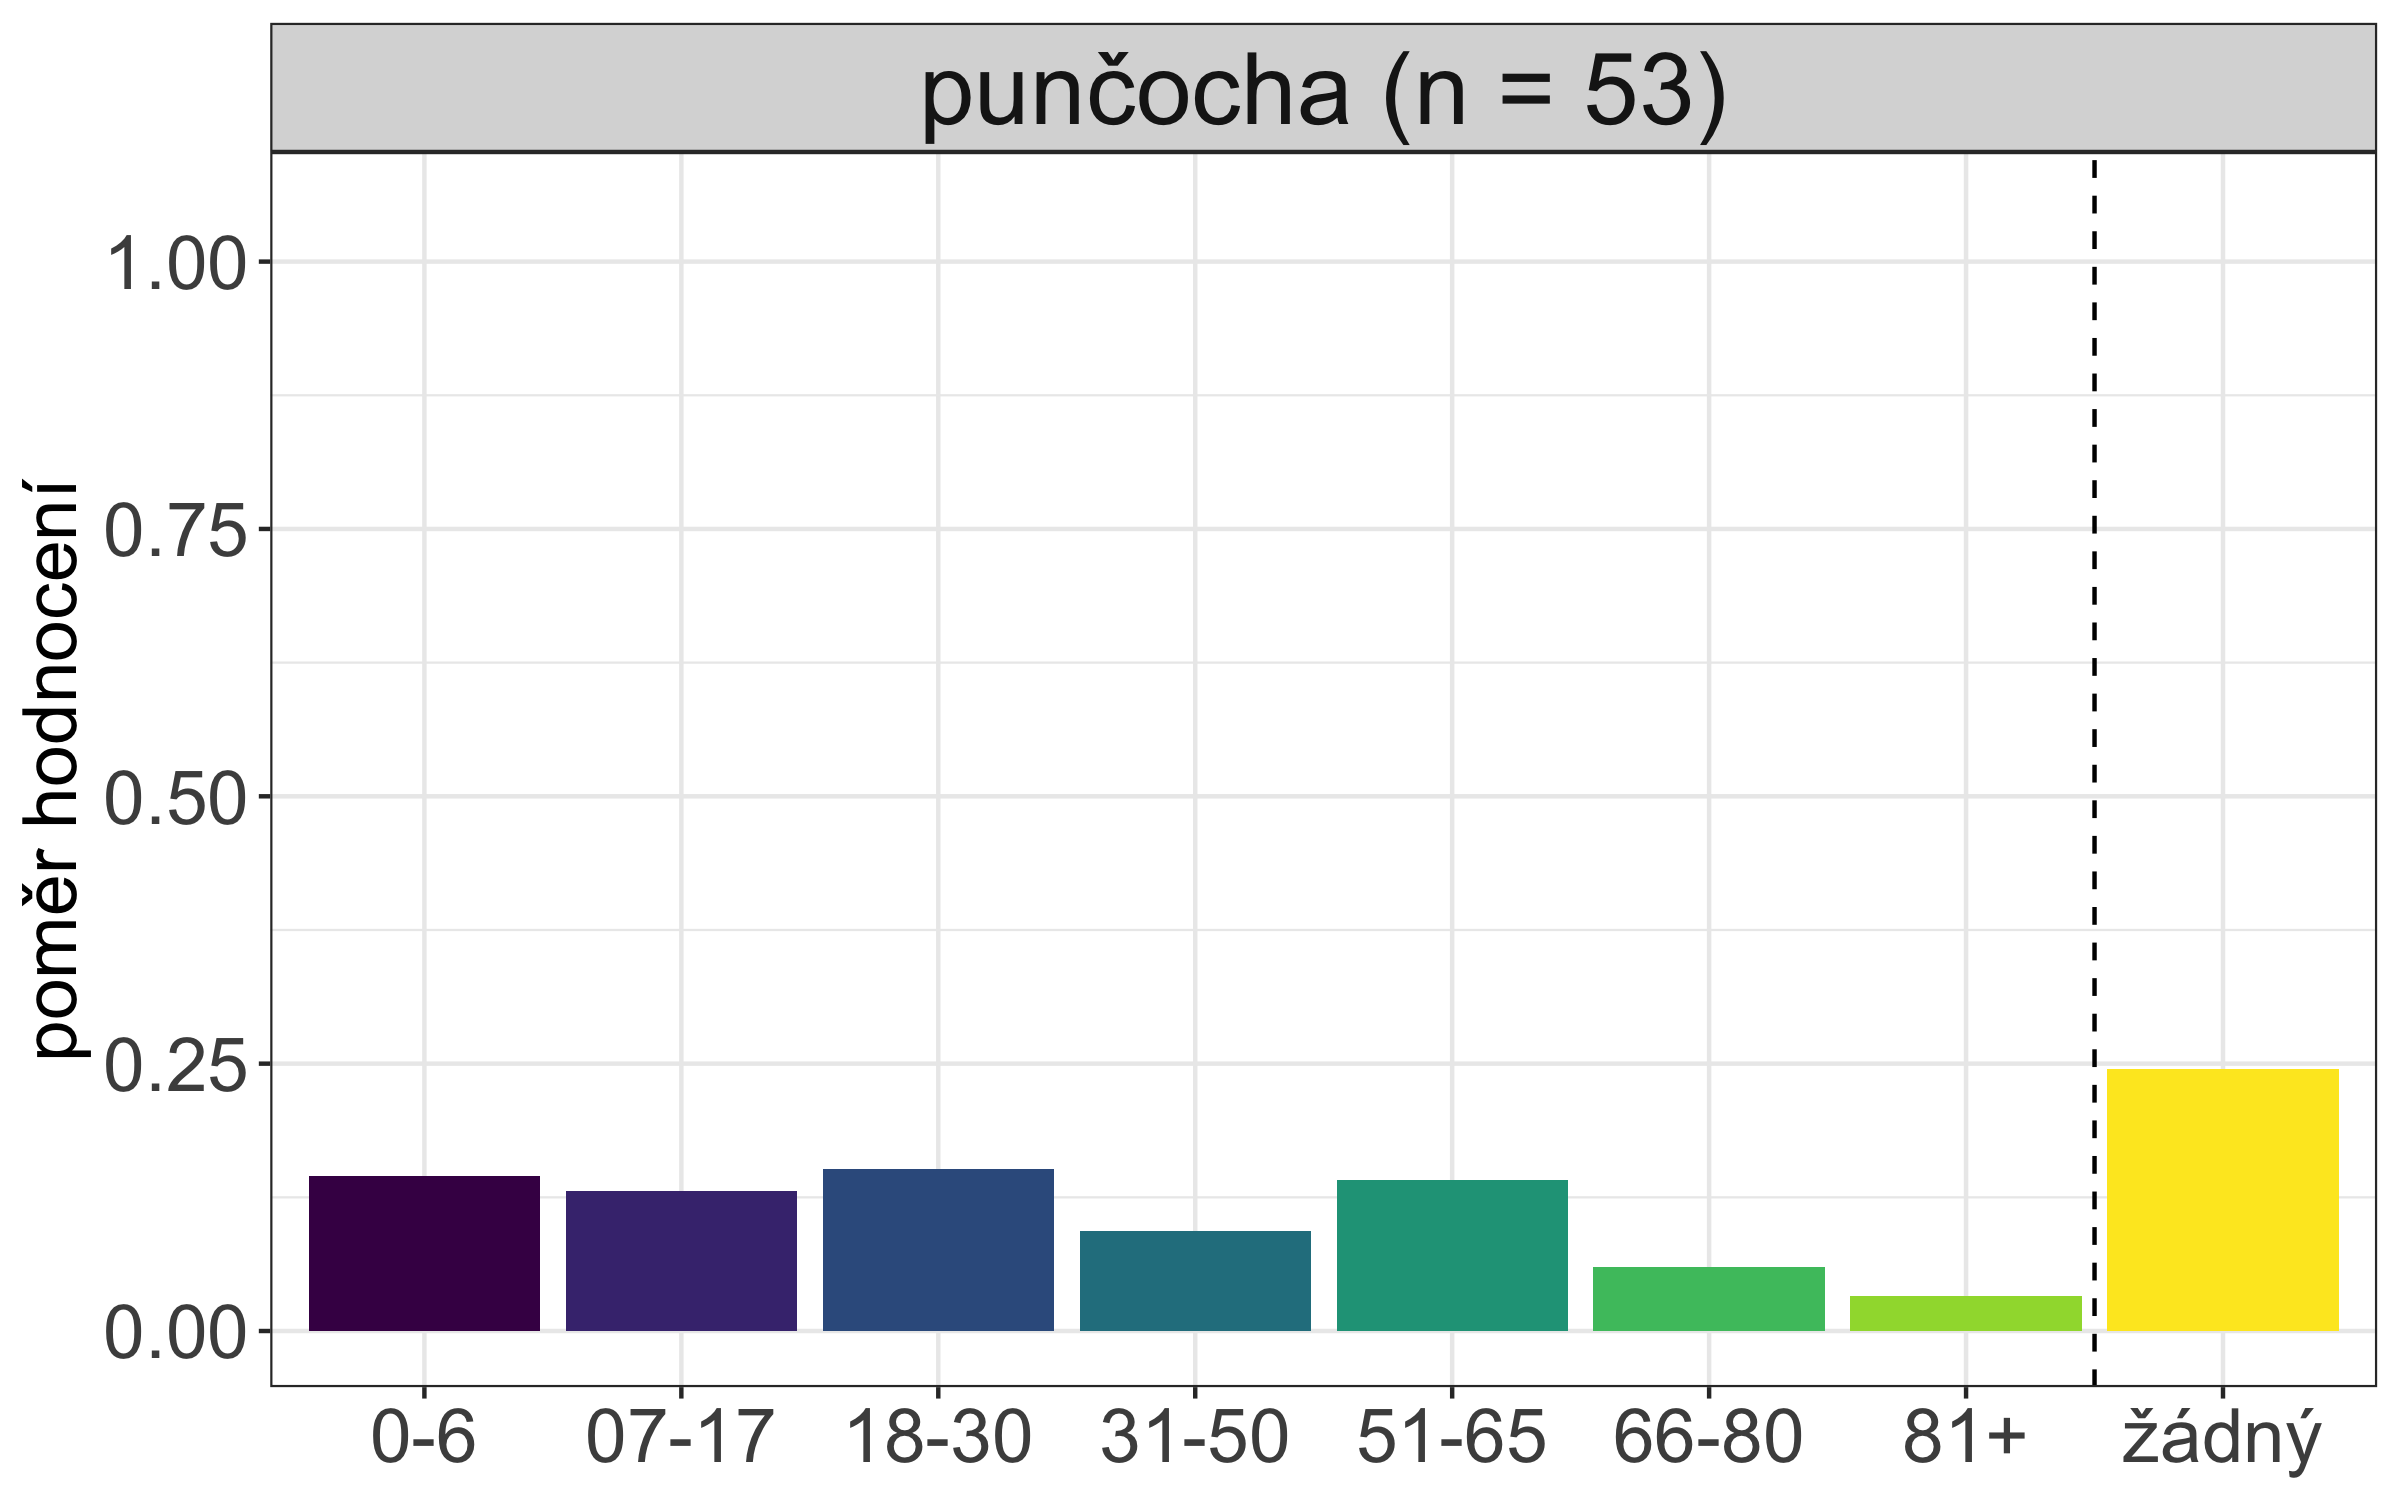 punčocha (n = 53)
poměr hodnocení
1.00
0.75
0.50
0.25
0.00
0-6 07-17 18-30 31-50 51-65 66-80 81+ žádný